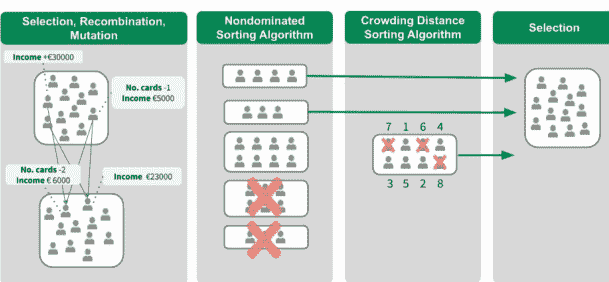 Selection, Recombination,
Mutation
Nondominated
Sorting Algorithm
Crowding Distance
Sorting Algorithm
Selection
Income +€30000
No. cards -1
Income €5000
No. cards -2
Income € 6000
Income €23000
7 1 6 4
3 5 2 8